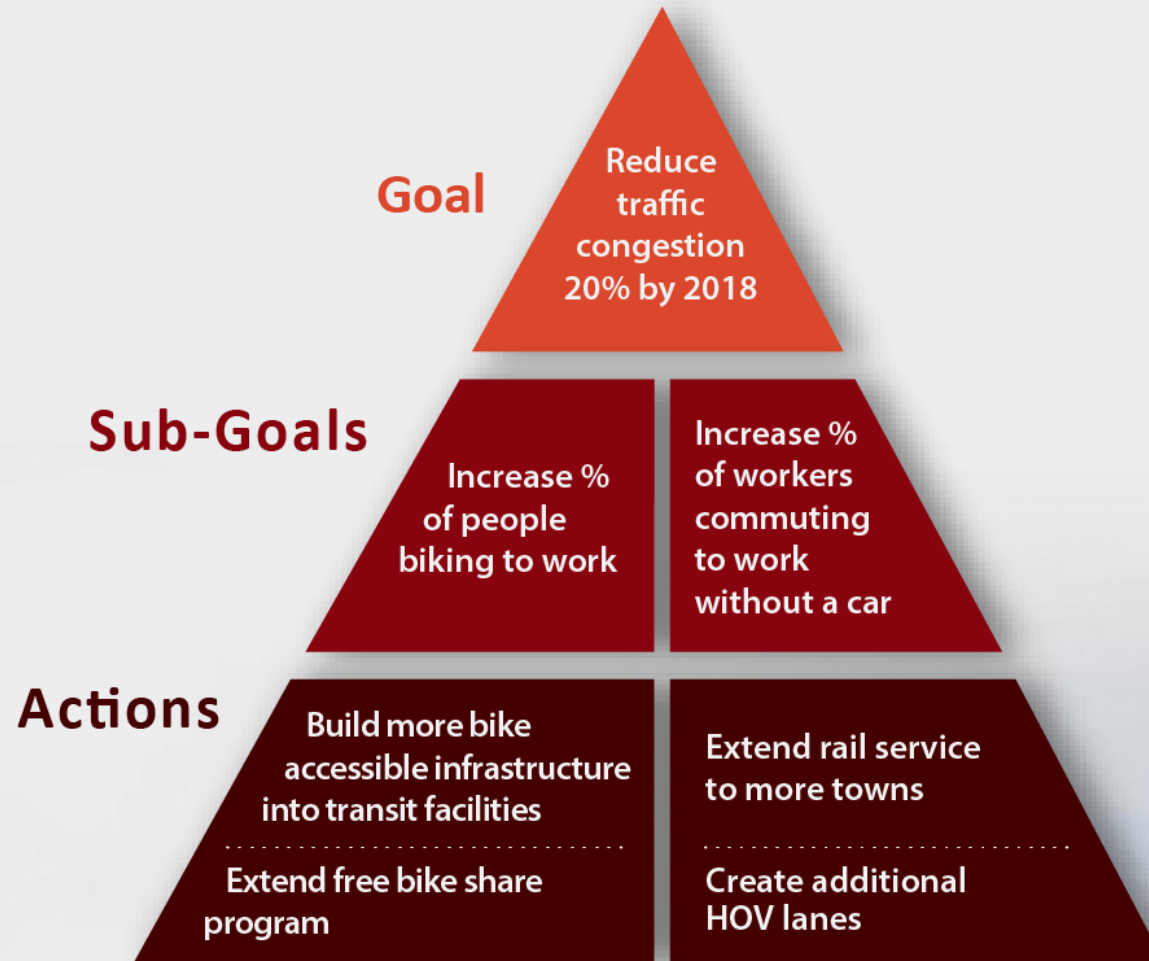 Goal
Reduce
traffic
congestion
20% by 2018
Sub-Goals
Increase %
of people
biking to work
Increase %
of workers
commuting
to work
without a car
Actions
Build more bike
accessible infrastructure
into transit facilities
Extend free bike share
program
Extend rail service
to more towns
Create additional
HOV lanes